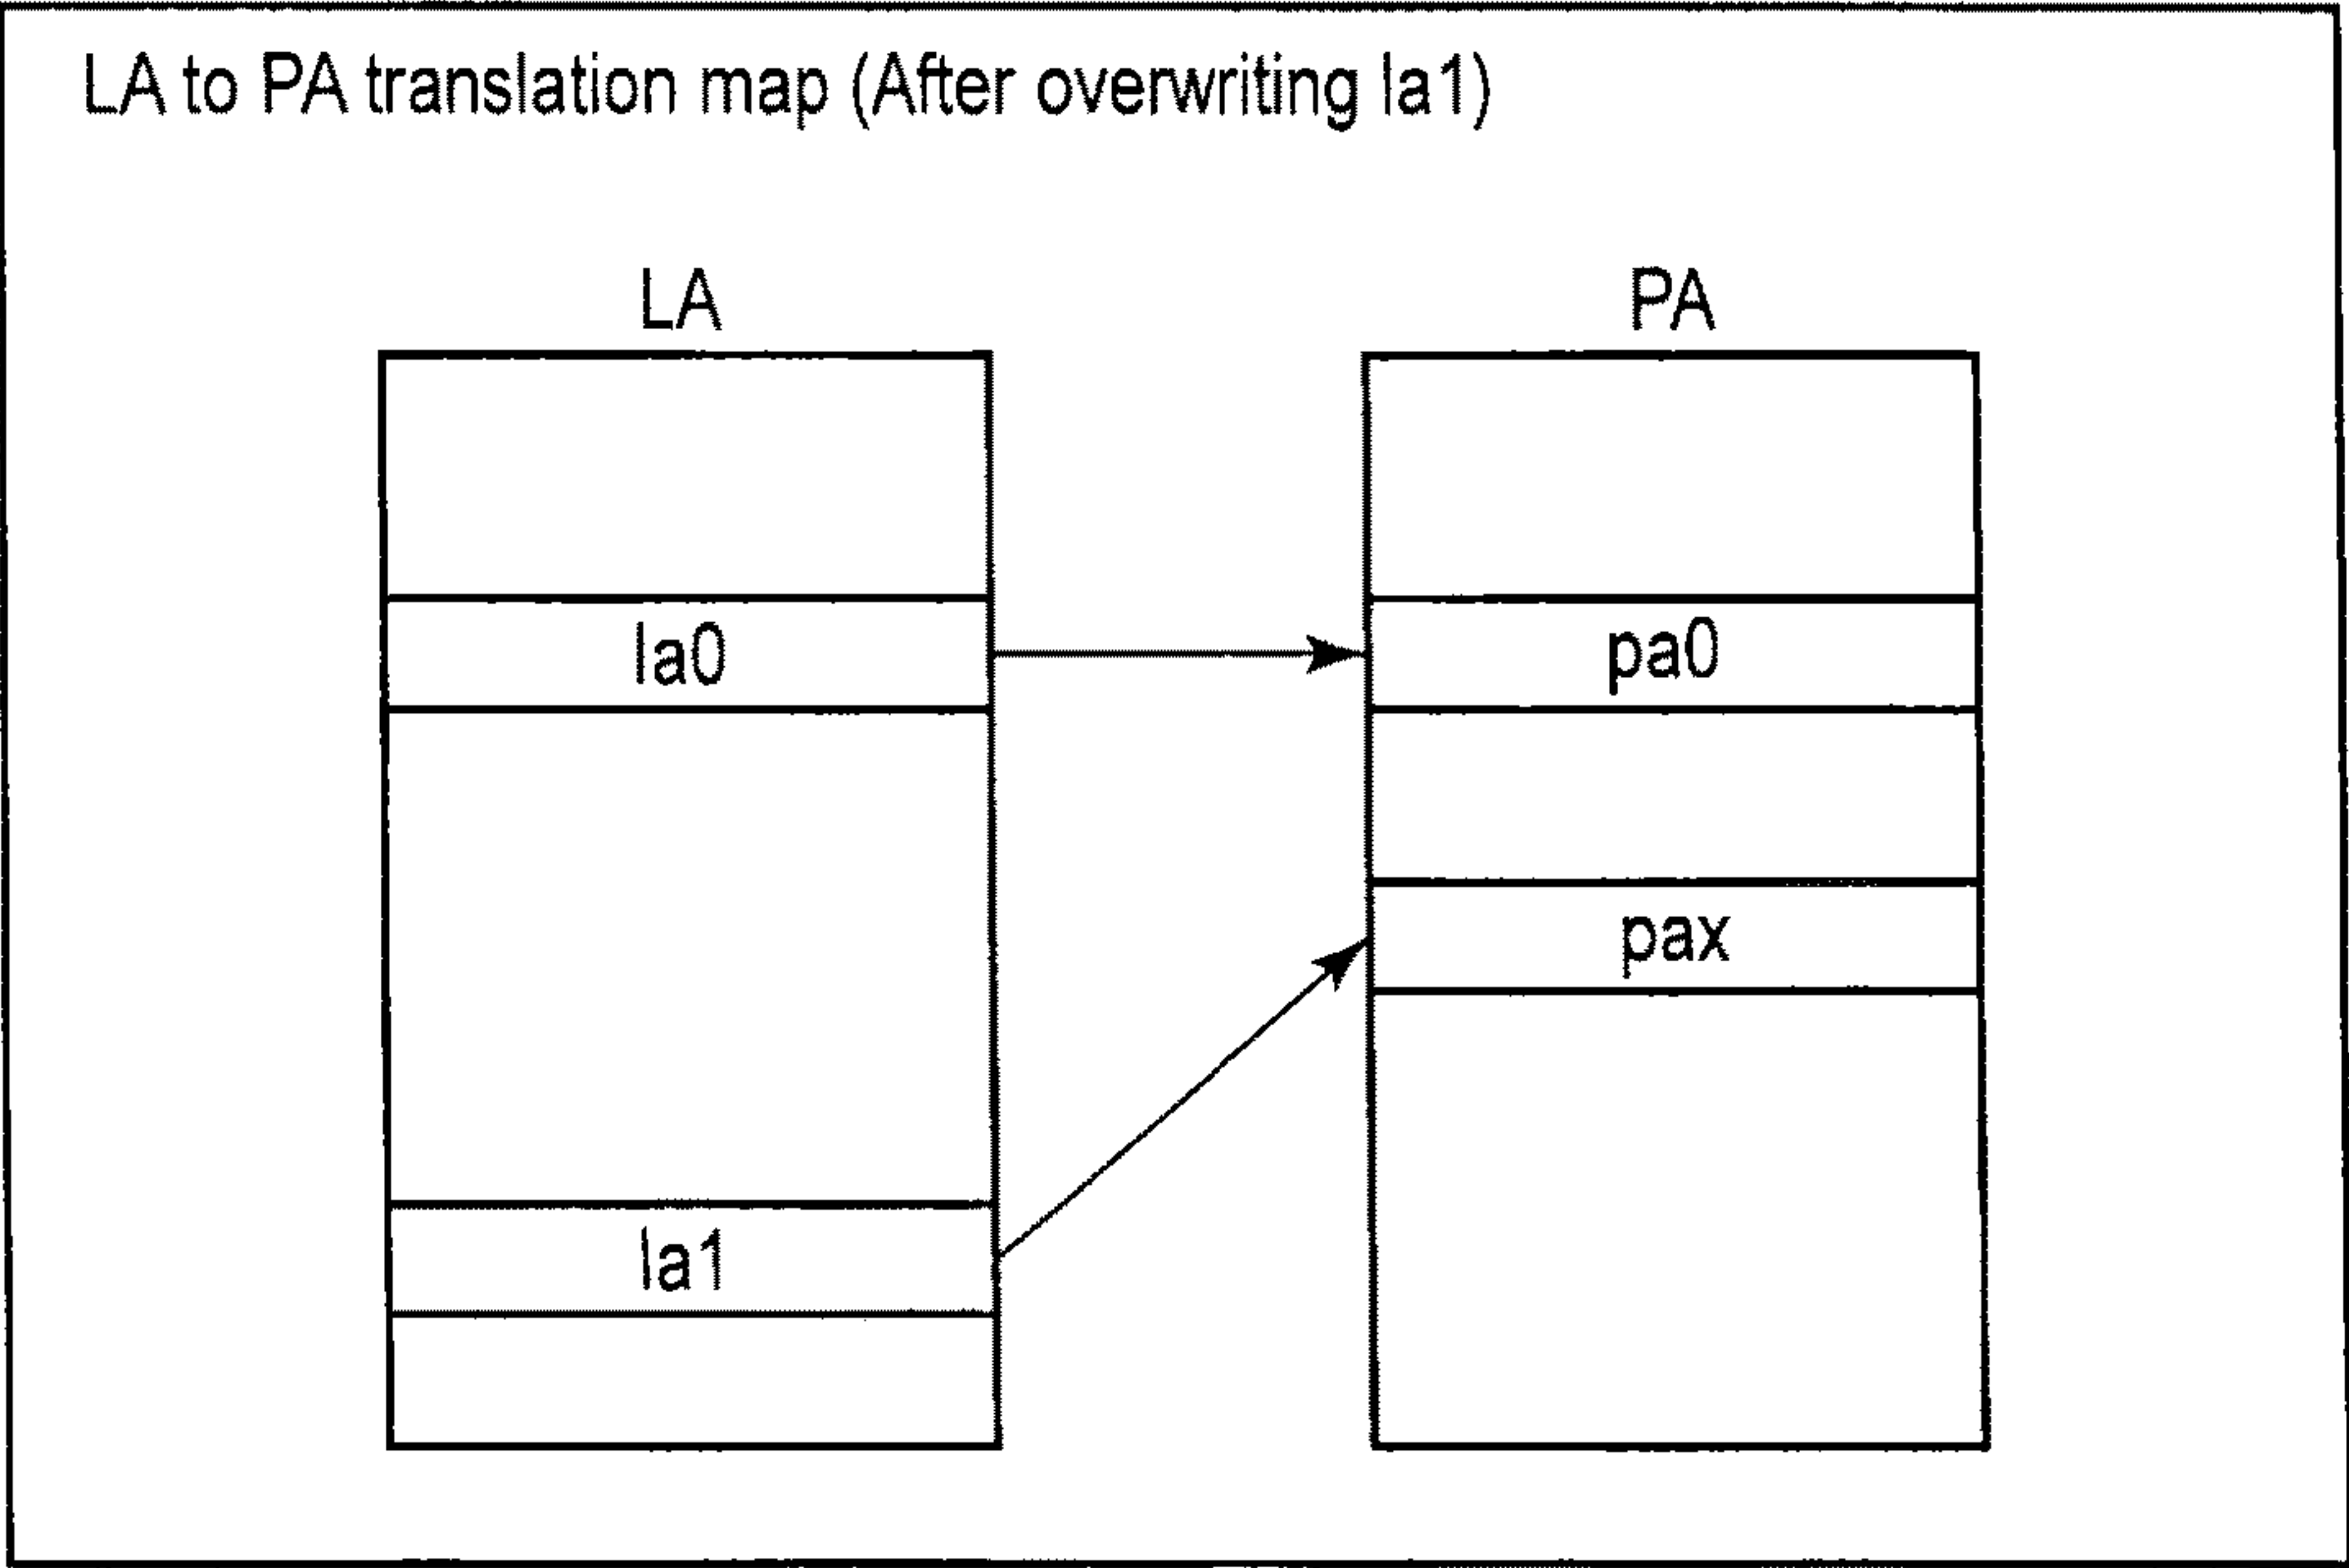 LA to PA translation map (After overwriting la1)
LA
PA
la0
pa0
pax
la1